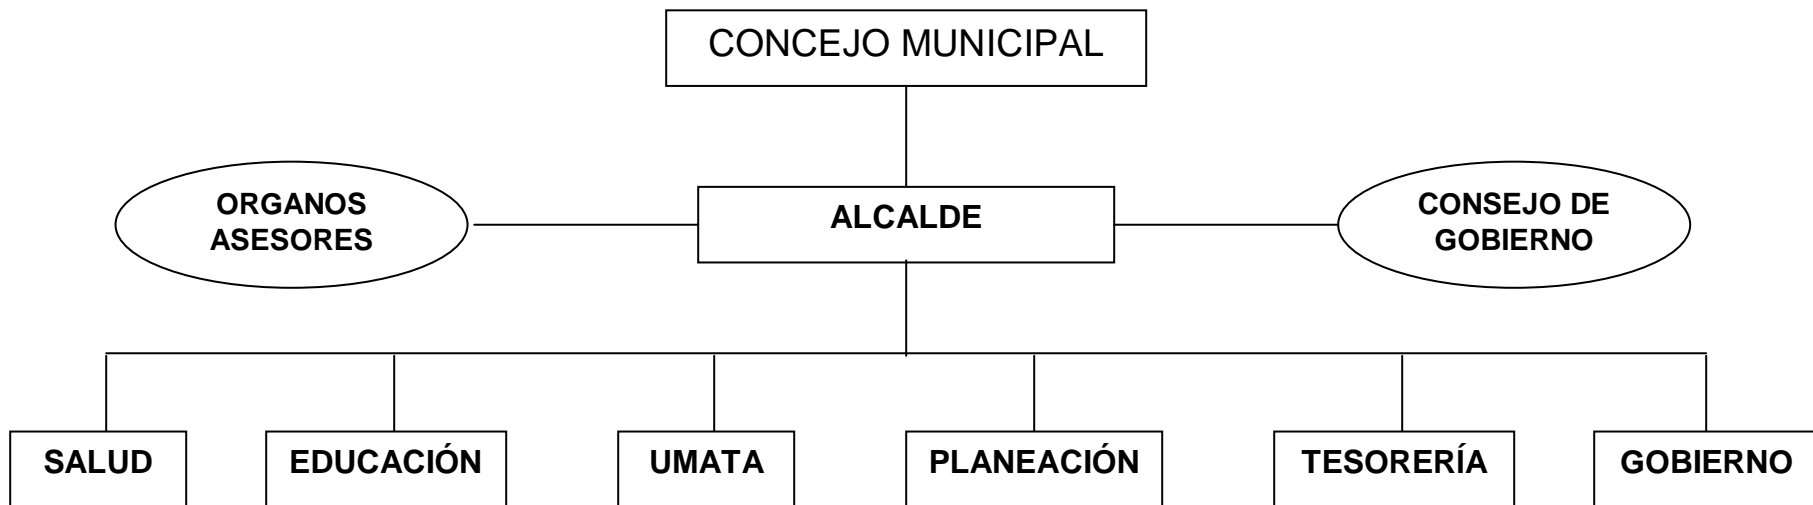 CONCEJO MUNICIPAL
ORGANOS
ASESORES
ALCALDE
CONSEJO DE
GOBIERNO
SALUD
EDUCACIÓN
UMATA
PLANEACIÓN
TESORERÍA
GOBIERNO